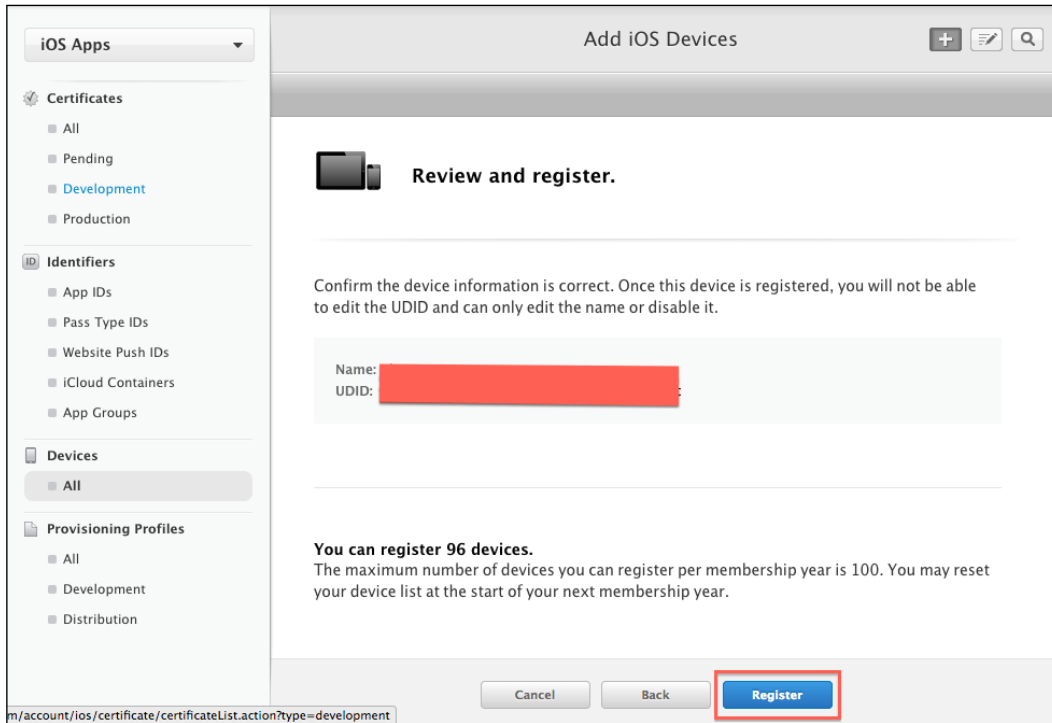 iOS Apps
Add iOS Devices
Certificates
All
Pending
Development
Production
Identifiers
App IDs
Pass Type IDs
Website Push IDs
iCloud Containers
App Groups
Devices
All
Provisioning Profiles
All
Development
Distribution
Review and register.
Confirm the device information is correct. Once this device is registered, you will not be able
to edit the UDID and can only edit the name or disable it.
Name:
UDID:
You can register 96 devices.
The maximum number of devices you can register per membership year is 100. You may reset
your device list at the start of your next membership year.
Cancel Back Register
m/account/ios/certificate/certificateList.action?type=development